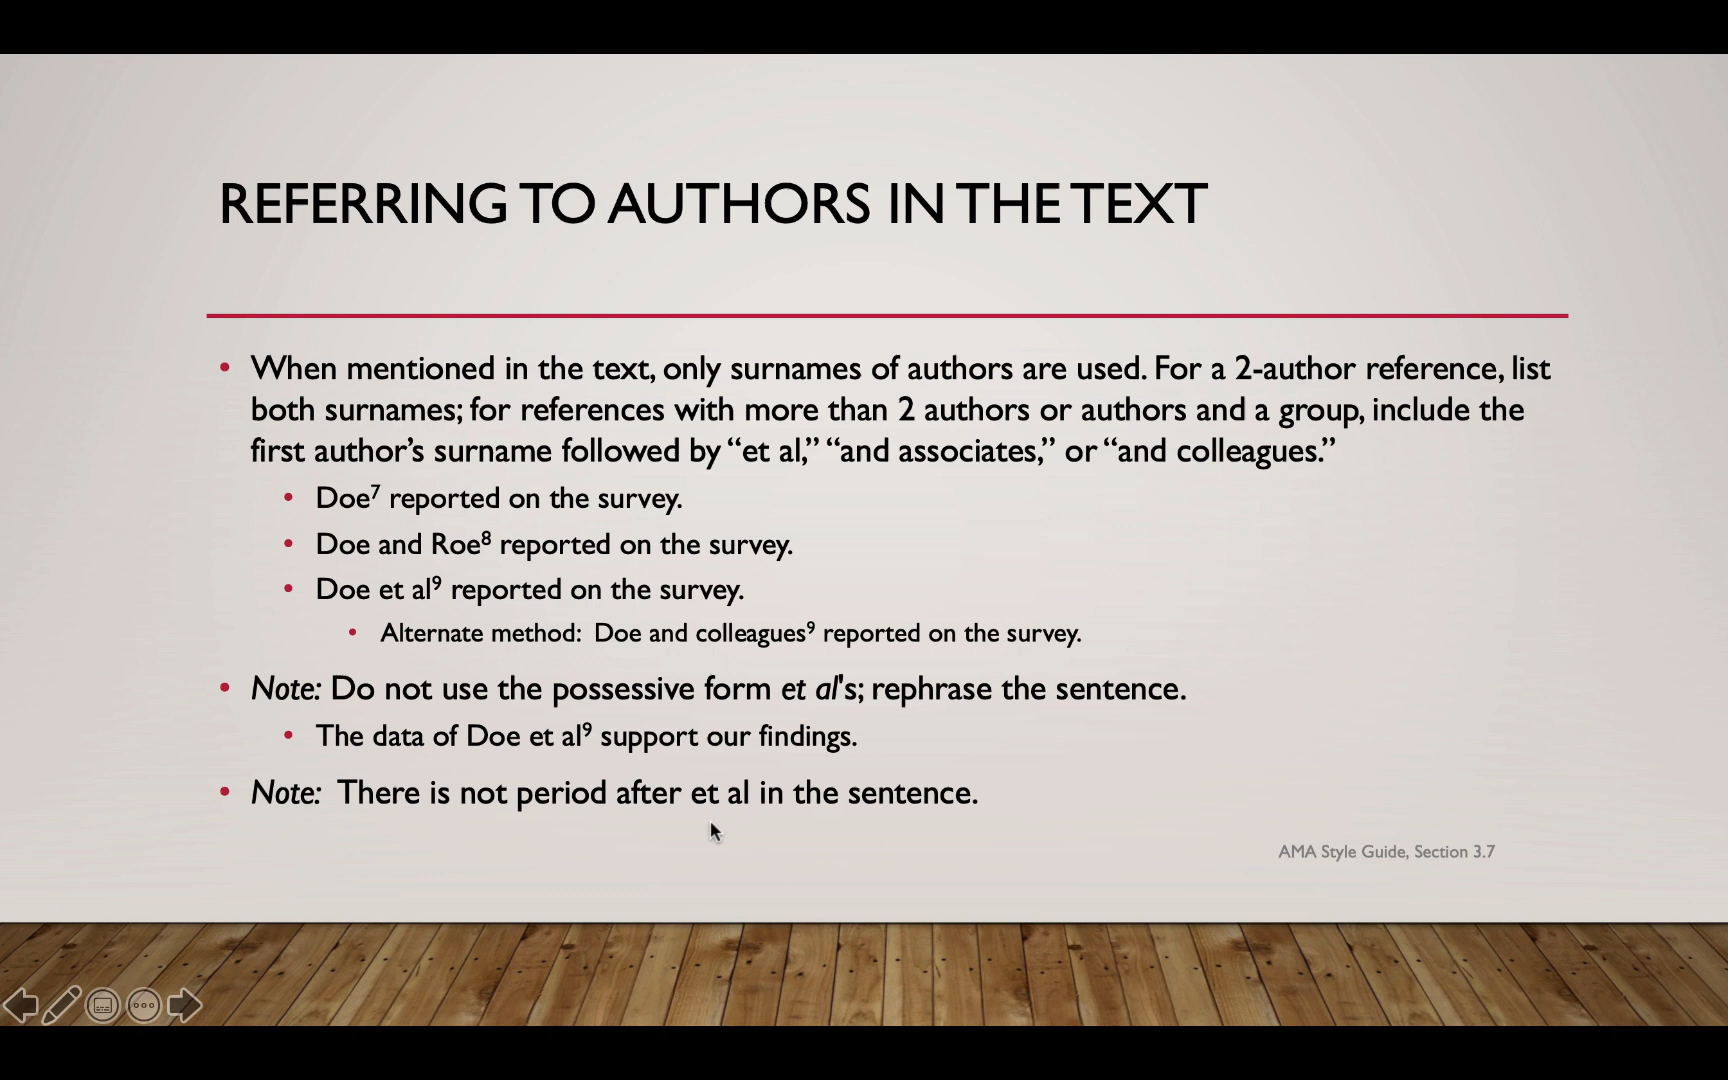 REFERRING TO AUTHORS IN THE TEXT
• When mentioned in the text, only surnames of authors are used. For a 2-author reference, list
both surnames; for references with more than 2 authors or authors and a group, include the
first author’s surname followed by “et al,” “and associates,” or “and colleagues.”
• Doe⁷ reported on the survey.
• Doe and Roe⁸ reported on the survey.
• Doe et al⁹ reported on the survey.
• Alternate method: Doe and colleagues⁹ reported on the survey.
• Note: Do not use the possessive form et al's; rephrase the sentence.
• The data of Doe et al⁹ support our findings.
• Note: There is not period after et al in the sentence.
AMA Style Guide, Section 3.7